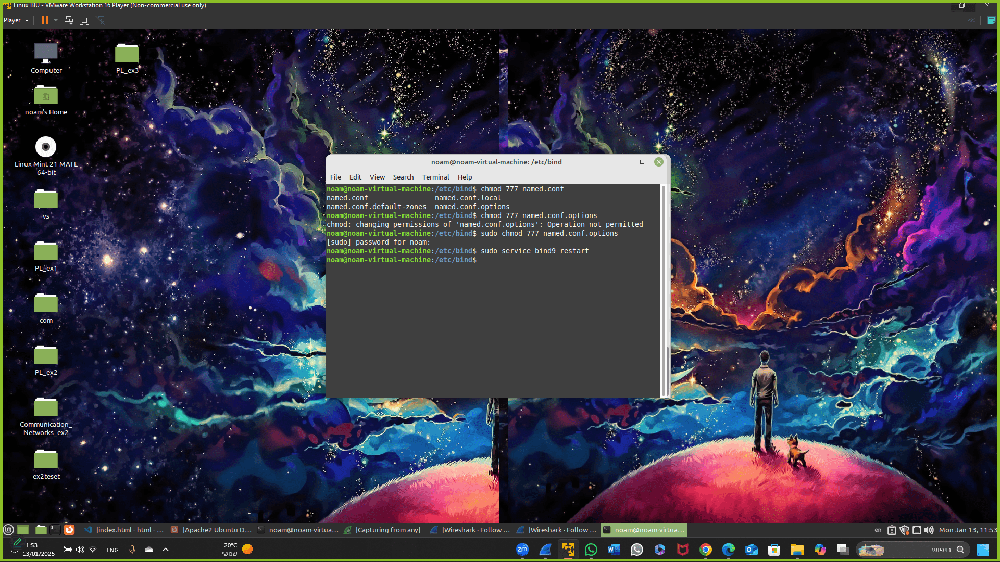 Linux BIU - VMware Workstation 16 Player (Non-commercial use only)
Player
Computer
PL_ex3
noam's Home
Linux Mint 21 MATE
64-bit
vs
PL_ex1
com
PL_ex2
Communication_
Networks_ex2
ex2teset
noam@noam-virtual-machine: /etc/bind
File Edit View Search Terminal Help
noam@noam-virtual-machine:/etc/bind$ chmod 777 named.conf
named.conf named.conf.local
named.conf.default-zones named.conf.options
noam@noam-virtual-machine:/etc/bind$ chmod 777 named.conf.options
chmod: changing permissions of 'named.conf.options': Operation not permitted
noam@noam-virtual-machine:/etc/bind$ sudo chmod 777 named.conf.options
[sudo] password for noam:
noam@noam-virtual-machine:/etc/bind$ sudo service bind9 restart
noam@noam-virtual-machine:/etc/bind$
[index.html - html - ... [Apache2 Ubuntu D... noam@noam-virtua... [Capturing from any] [Wireshark · Follow ... [Wireshark · Follow ... noam@noam-virtua... en Mon Jan 13, 11:53
11:53
13/01/2025
ENG
20°C
שמשי
zm
חיפוש